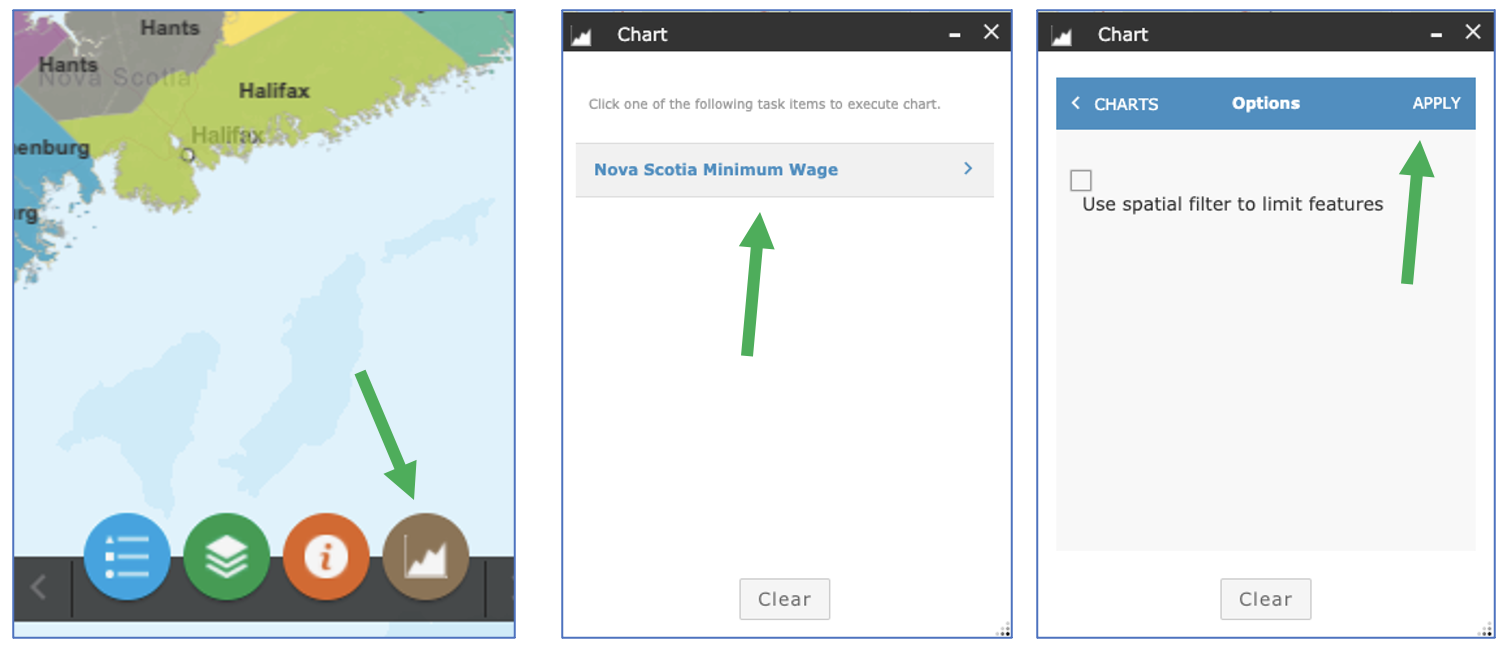 Hants
Hants
Nova Scotia
Halifax
Halifax
enburg
rg
Chart
Click one of the following task items to execute chart.
Nova Scotia Minimum Wage
Clear
Chart
CHARTS Options APPLY
Use spatial filter to limit features
Clear